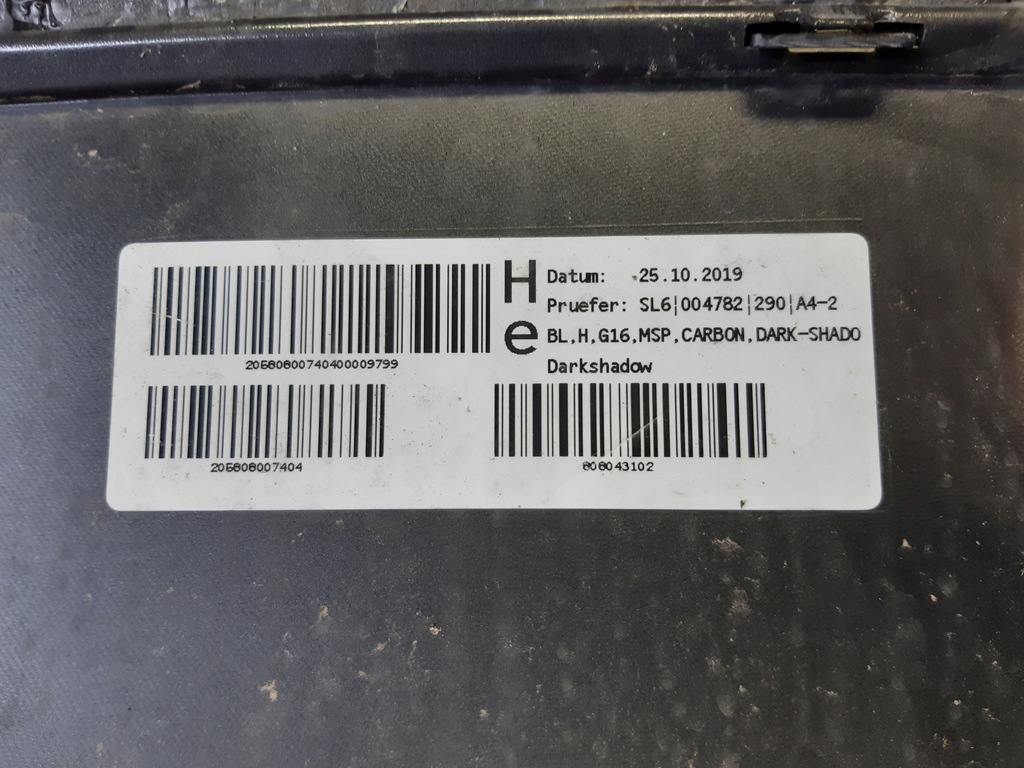 H
Datum: 25.10.2019
Pruefer: SL6|004782|290|A4-2
e
BL,H,G16,MSP,CARBON,DARK-SHADO
Darkshadow
20580800740400009799
205808007404
808043102